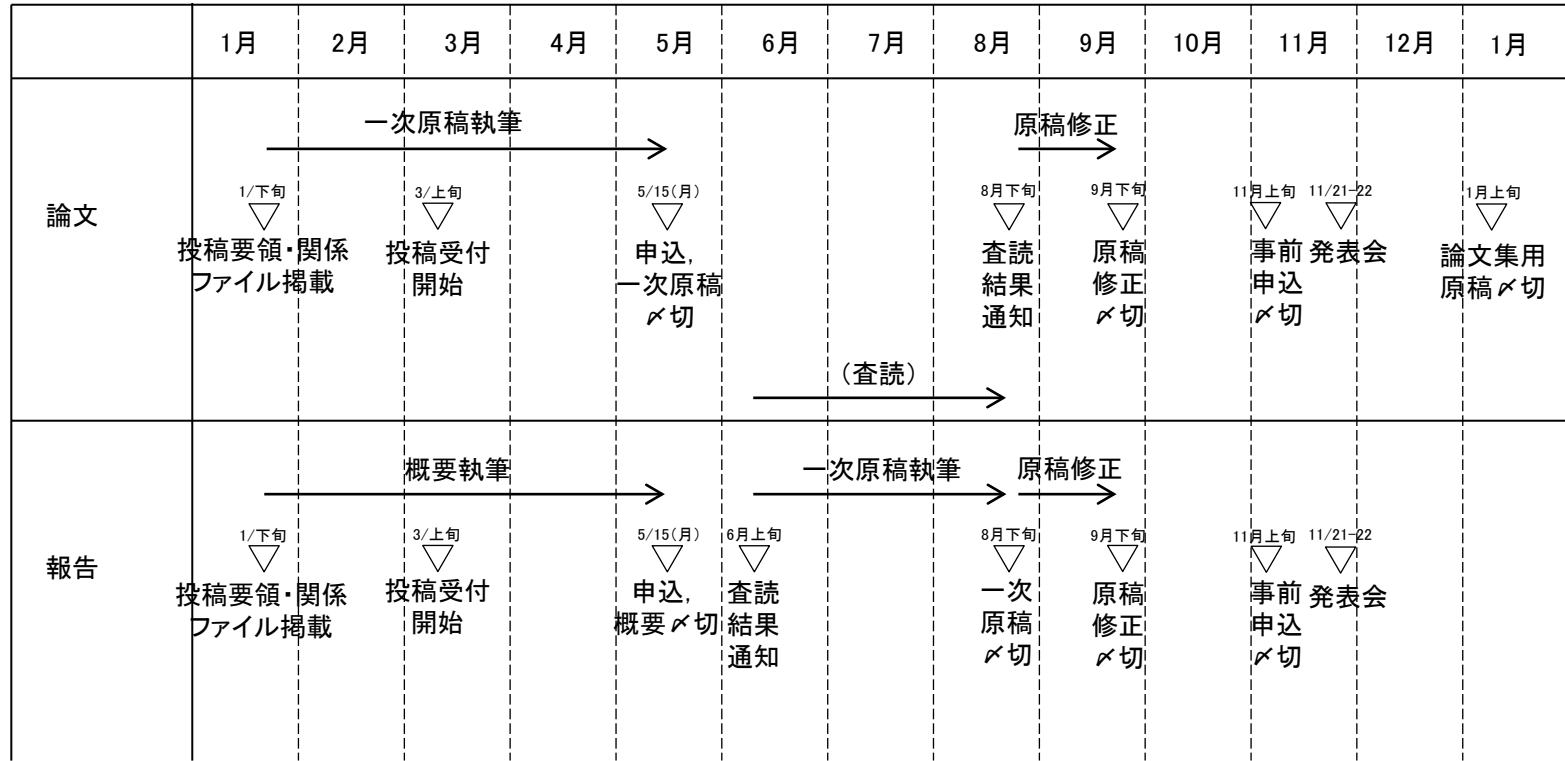 1月 2月 3月 4月 5月 6月 7月 8月 9月 10月 11月 12月 1月
論文
一次原稿執筆
原稿修正
1/下旬
投稿要領・関係
ファイル掲載
3/上旬
投稿受付
開始
5/15(月)
申込,
一次原稿
〆切
8月下旬
査読
結果
通知
9月下旬
原稿
修正
〆切
11月上旬
事前
申込
〆切
11/21-22
発表会
1月上旬
論文集用
原稿〆切
(査読)
報告
概要執筆
一次原稿執筆
原稿修正
1/下旬
投稿要領・関係
ファイル掲載
3/上旬
投稿受付
開始
5/15(月)
申込,
概要〆切
6月上旬
査読
結果
通知
8月下旬
一次
原稿
〆切
9月下旬
原稿
修正
〆切
11月上旬
事前
申込
〆切
11/21-22
発表会